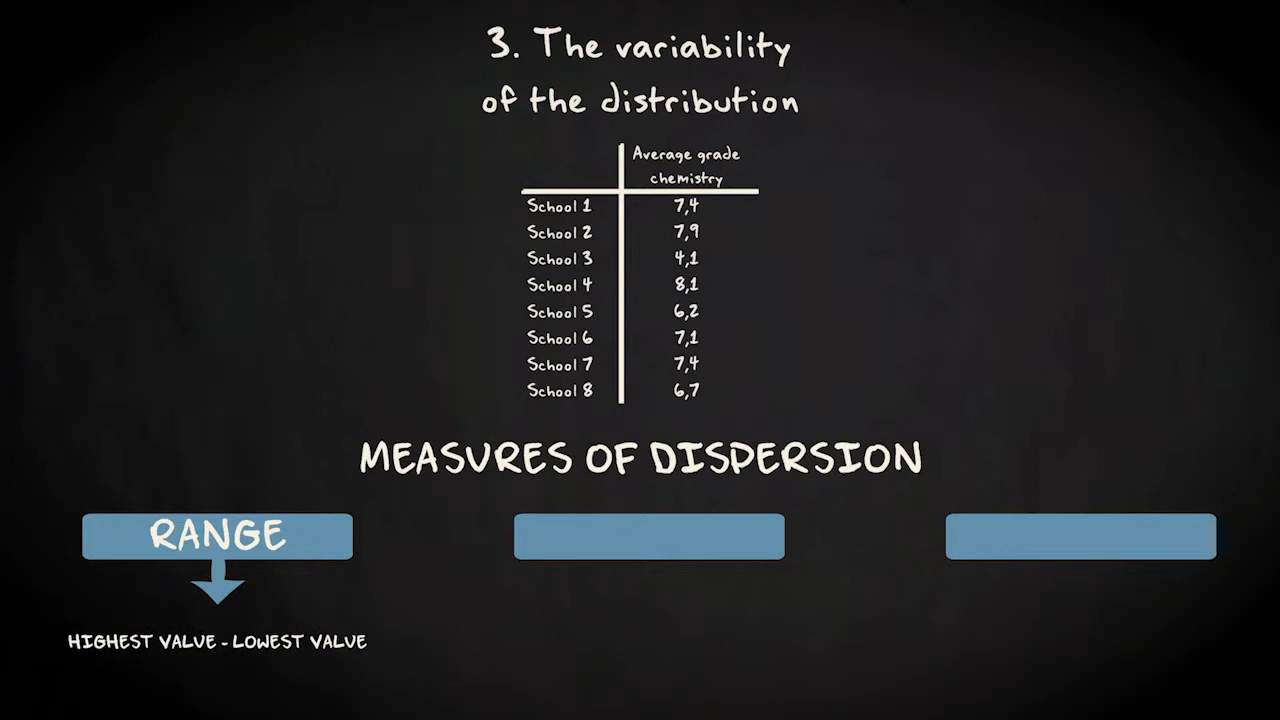 3. The variability
of the distribution
Average grade
chemistry
School 1 7,4
School 2 7,9
School 3 4,1
School 4 8,1
School 5 6,2
School 6 7,1
School 7 7,4
School 8 6,7
MEASURES OF DISPERSION
RANGE
HIGHEST VALUE - LOWEST VALUE